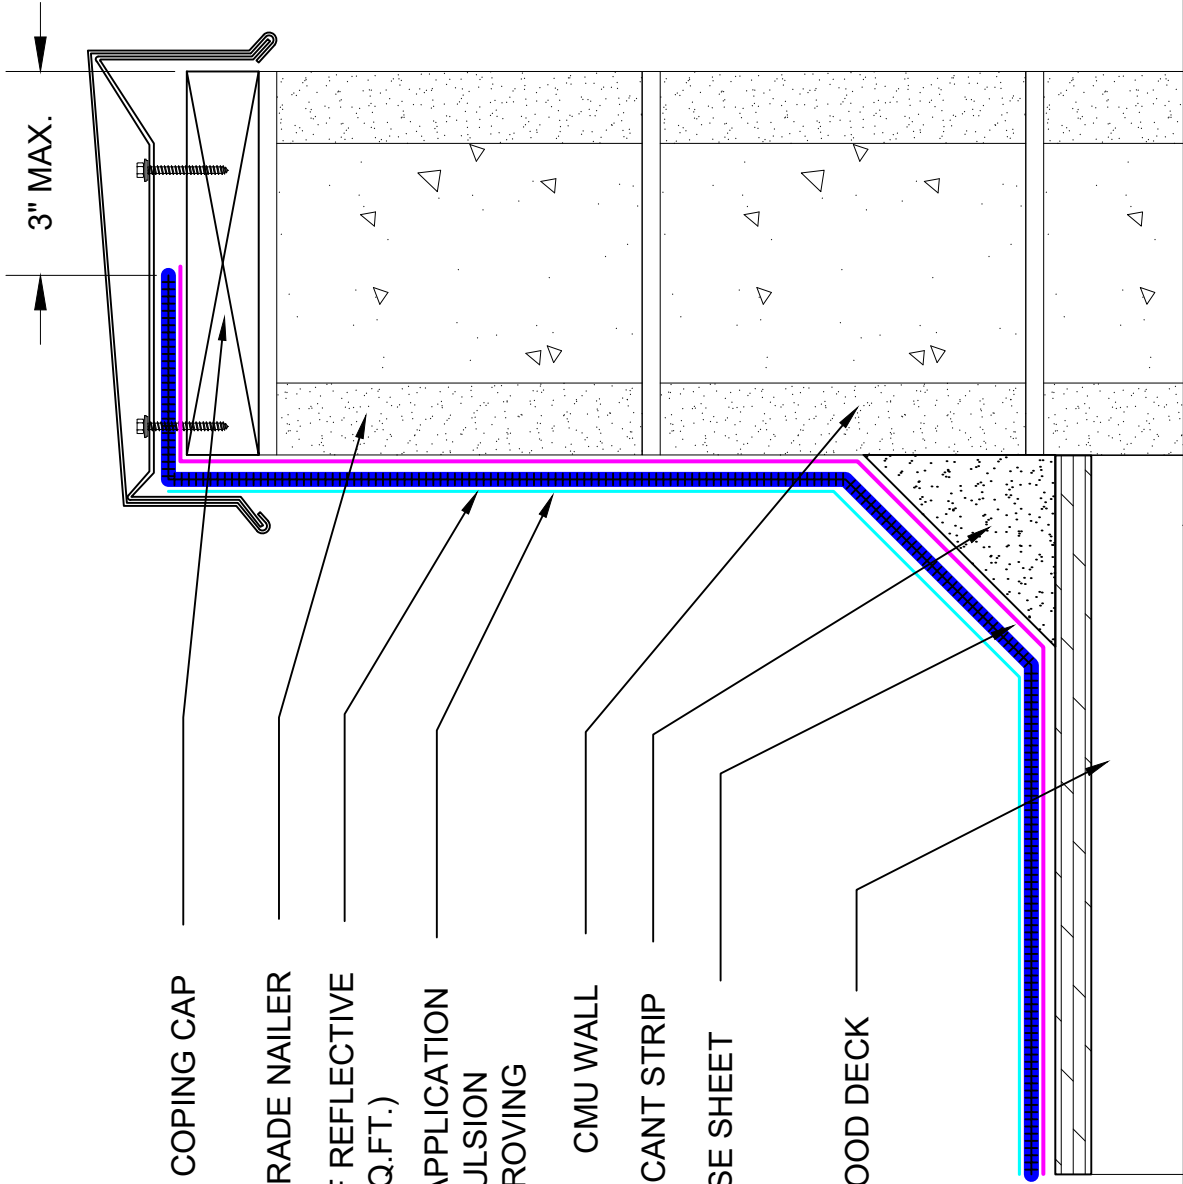 3" MAX.
COPING CAP
RADE NAILER
REFLECTIVE
Q.FT.)
APPLICATION
ULSION
ROVING
CMU WALL
CANT STRIP
SE SHEET
OOD DECK